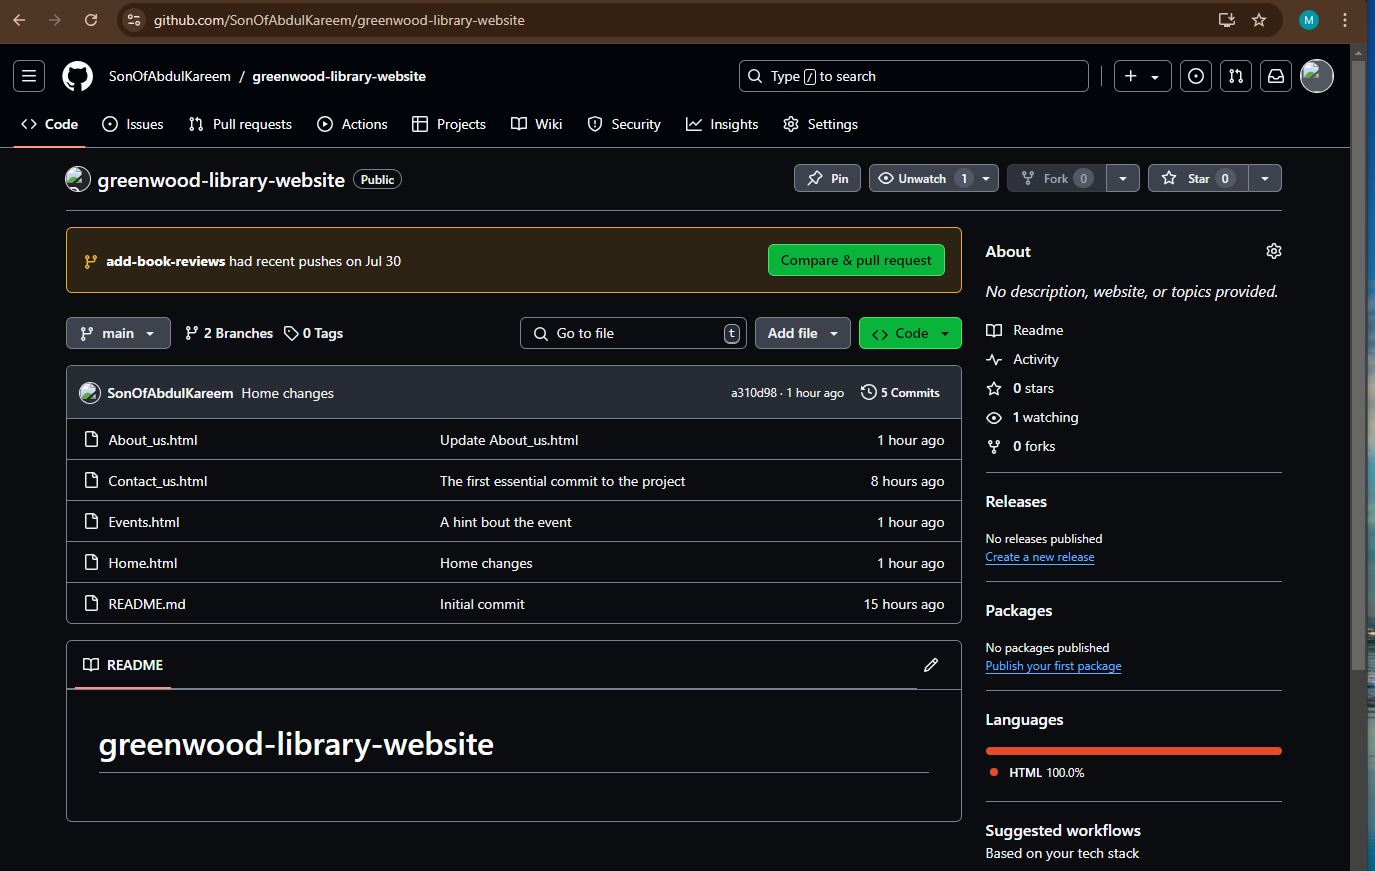 github.com/SonOfAbdulKareem/greenwood-library-website
M
SonOfAbdulKareem / greenwood-library-website
Type / to search
Code Issues Pull requests Actions Projects Wiki Security Insights Settings
greenwood-library-website Public
Pin Unwatch 1 Fork 0 Star 0
add-book-reviews had recent pushes on Jul 30
Compare & pull request
main 2 Branches 0 Tags Go to file t Add file <> Code
SonOfAbdulKareem Home changes a310d98 · 1 hour ago 5 Commits
About_us.html Update About_us.html 1 hour ago
Contact_us.html The first essential commit to the project 8 hours ago
Events.html A hint bout the event 1 hour ago
Home.html Home changes 1 hour ago
README.md Initial commit 15 hours ago
README
greenwood-library-website
About
No description, website, or topics provided.
Readme
Activity
0 stars
1 watching
0 forks
Releases
No releases published
Create a new release
Packages
No packages published
Publish your first package
Languages
HTML 100.0%
Suggested workflows
Based on your tech stack